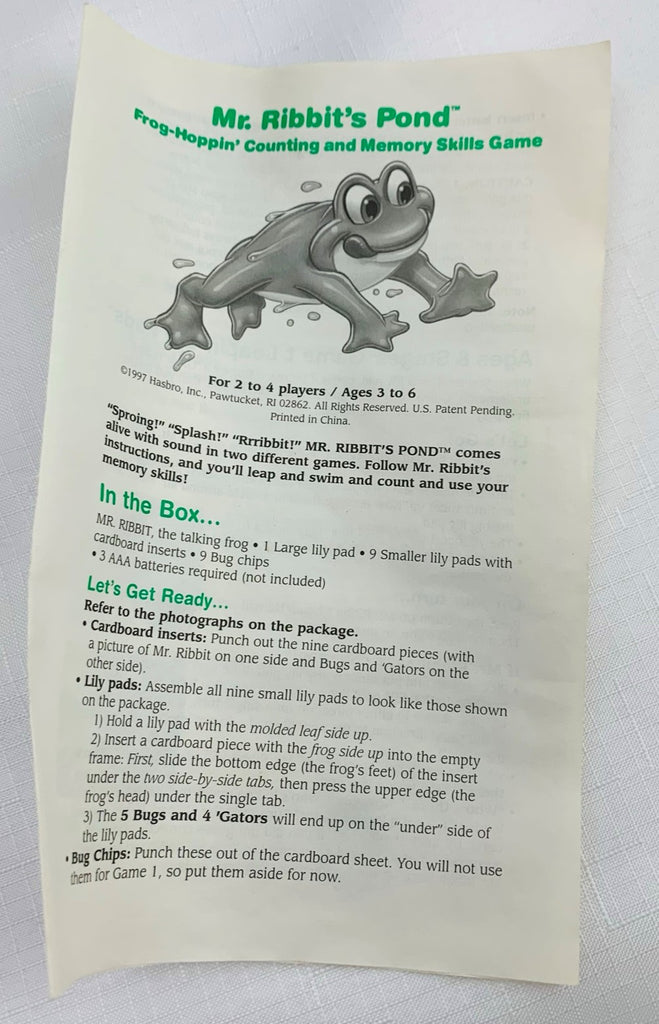 Mr. Ribbit's Pond™
Frog-Hoppin' Counting and Memory Skills Game
For 2 to 4 players / Ages 3 to 6
©1997 Hasbro, Inc., Pawtucket, RI 02862. All Rights Reserved. U.S. Patent Pending.
Printed in China.
"Sproing!" "Splash!" "Rrribbit!" MR. RIBBIT'S POND™ comes
alive with sound in two different games. Follow Mr. Ribbit's
instructions, and you'll leap and swim and count and use your
memory skills!
In the Box...
MR. RIBBIT, the talking frog • 1 Large lily pad • 9 Smaller lily pads with
cardboard inserts • 9 Bug chips
• 3 AAA batteries required (not included)
Let's Get Ready...
Refer to the photographs on the package.
• Cardboard inserts: Punch out the nine cardboard pieces (with
a picture of Mr. Ribbit on one side and Bugs and 'Gators on the
other side).
• Lily pads: Assemble all nine small lily pads to look like those shown
on the package.
1) Hold a lily pad with the molded leaf side up.
2) Insert a cardboard piece with the frog side up into the empty
frame: First, slide the bottom edge (the frog's feet) of the insert
under the two side-by-side tabs, then press the upper edge (the
frog's head) under the single tab.
3) The 5 Bugs and 4 'Gators will end up on the "under" side of
the lily pads.
• Bug Chips: Punch these out of the cardboard sheet. You will not use
them for Game 1, so put them aside for now.